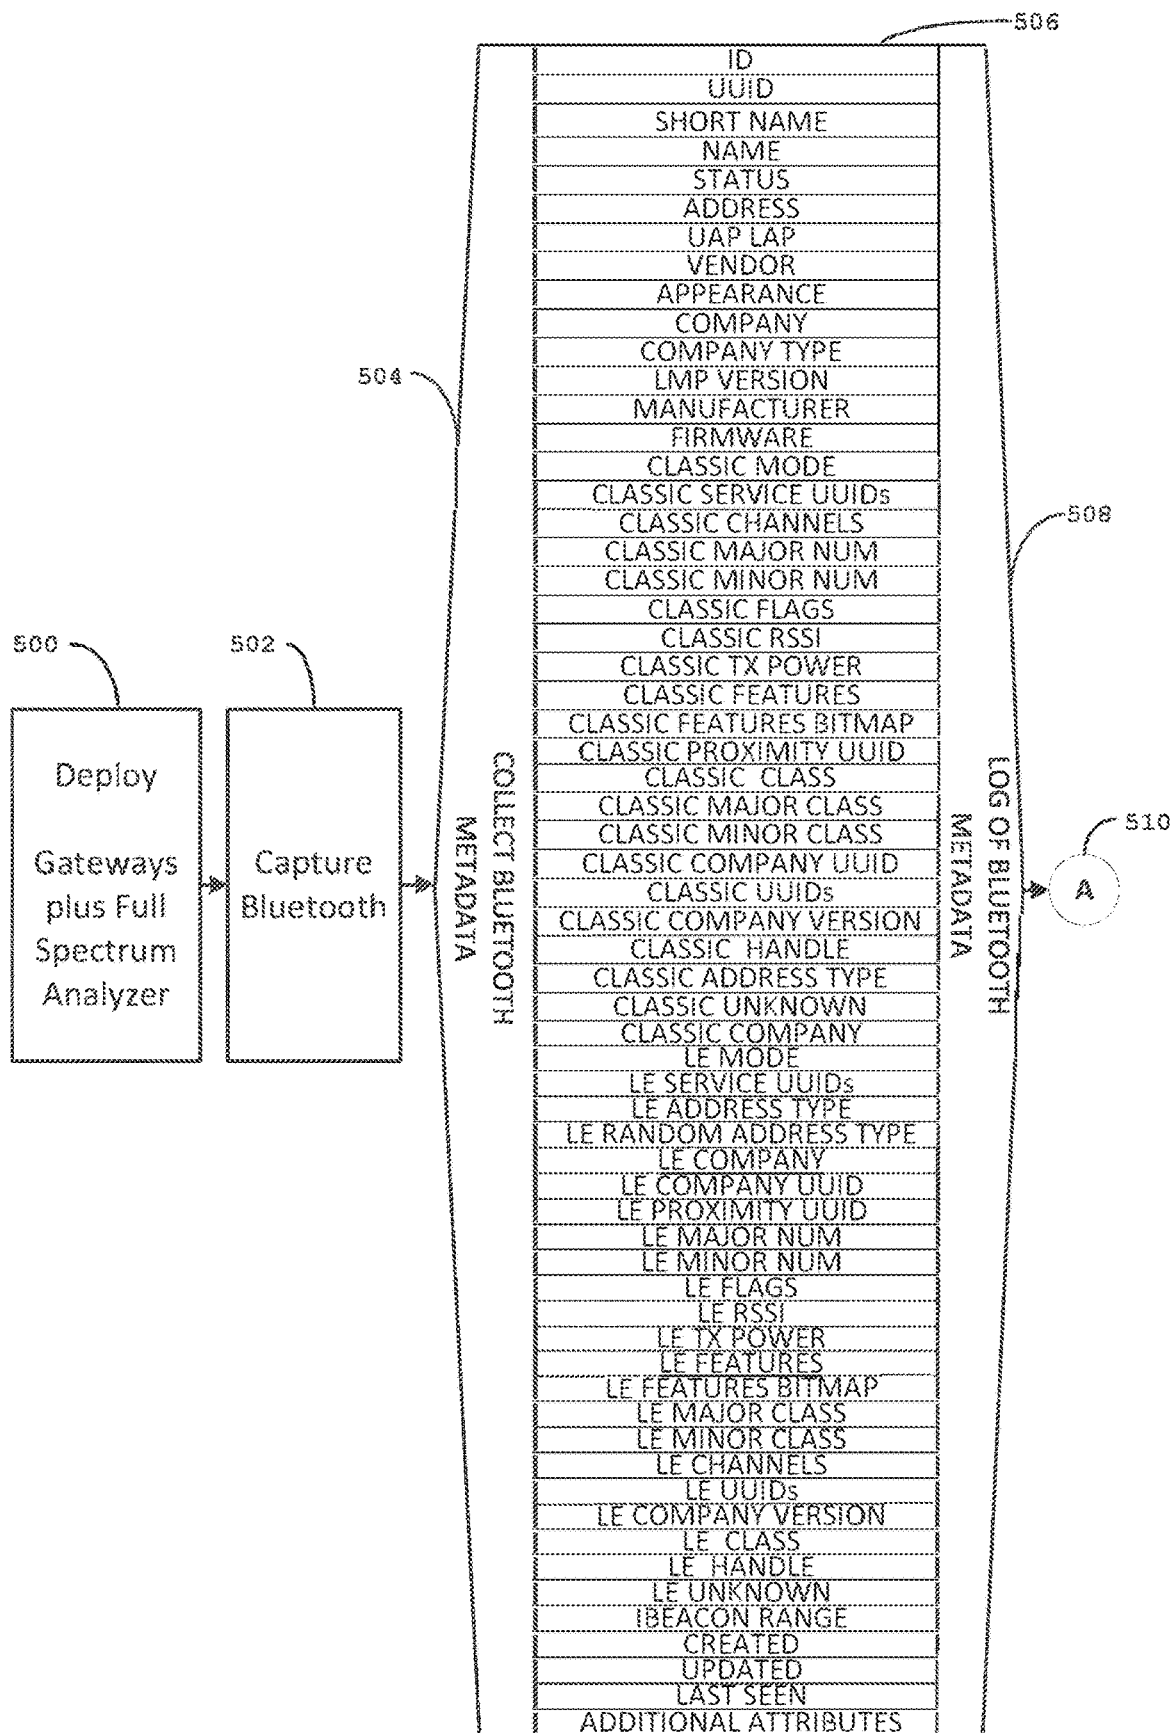 506
ID
UUID
SHORT NAME
NAME
STATUS
ADDRESS
UAP LAP
VENDOR
APPEARANCE
COMPANY
COMPANY TYPE
504
LMP VERSION
MANUFACTURER
FIRMWARE
CLASSIC MODE
CLASSIC SERVICE UUIDs
508
CLASSIC CHANNELS
CLASSIC MAJOR NUM
CLASSIC MINOR NUM
CLASSIC FLAGS
CLASSIC RSSI
CLASSIC TX POWER
CLASSIC FEATURES
CLASSIC FEATURES BITMAP
CLASSIC PROXIMITY UUID
CLASSIC CLASS
CLASSIC MAJOR CLASS
CLASSIC MINOR CLASS
CLASSIC COMPANY UUID
CLASSIC UUIDs
CLASSIC COMPANY VERSION
CLASSIC HANDLE
CLASSIC ADDRESS TYPE
CLASSIC UNKNOWN
CLASSIC COMPANY
LE MODE
LE SERVICE UUIDs
LE ADDRESS TYPE
LE RANDOM ADDRESS TYPE
LE COMPANY
LE COMPANY UUID
LE PROXIMITY UUID
LE MAJOR NUM
LE MINOR NUM
LE FLAGS
LE RSSI
LE TX POWER
LE FEATURES
LE FEATURES BITMAP
LE MAJOR CLASS
LE MINOR CLASS
LE CHANNELS
LE UUIDs
LE COMPANY VERSION
LE CLASS
LE HANDLE
LE UNKNOWN
IBEACON RANGE
CREATED
UPDATED
LAST SEEN
ADDITIONAL ATTRIBUTES
500
Deploy
Gateways
plus Full
Spectrum
Analyzer
502
Capture
Bluetooth
COLLECT BLUETOOTH
METADATA
LOG OF BLUETOOTH
METADATA
510
A